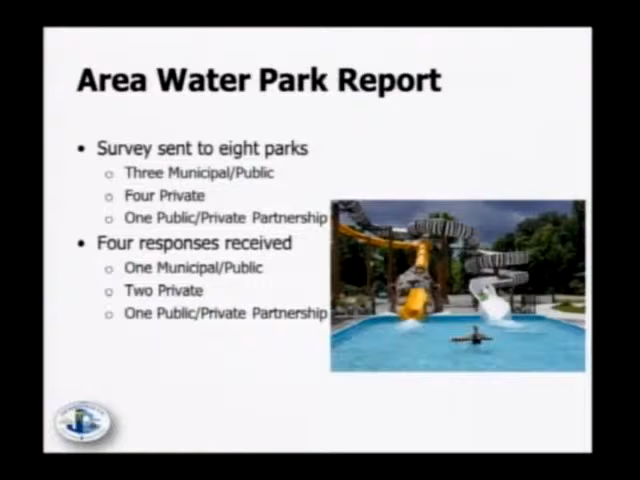 Area Water Park Report
• Survey sent to eight parks
o Three Municipal/Public
o Four Private
o One Public/Private Partnership
• Four responses received
o One Municipal/Public
o Two Private
o One Public/Private Partnership